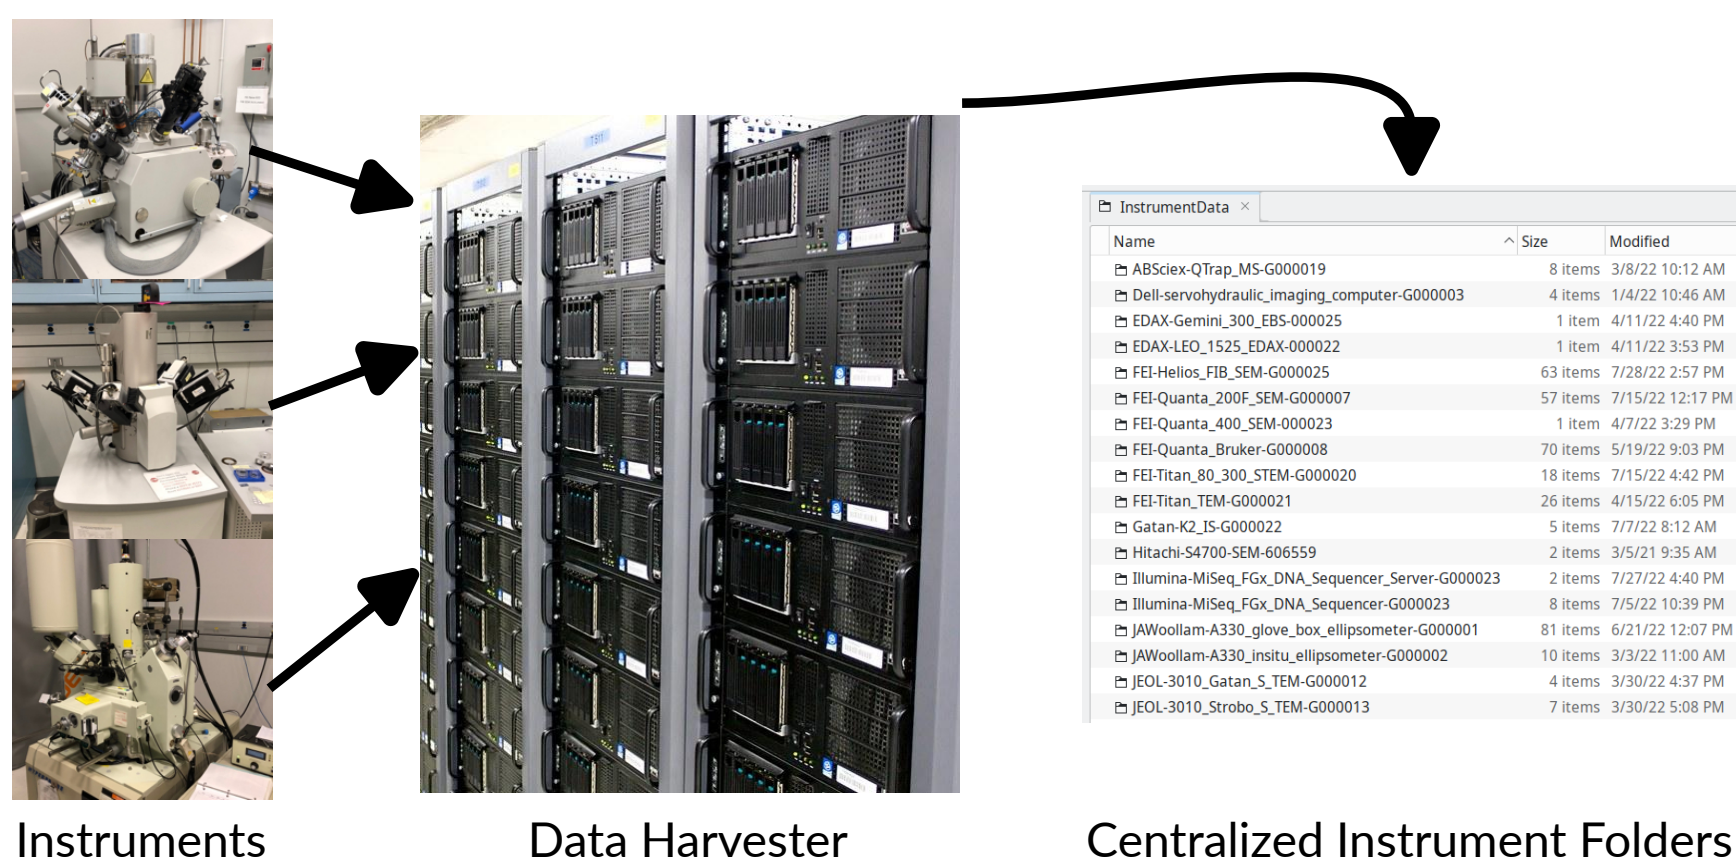 InstrumentData ×
Name Size Modified
ABSciex-QTrap_MS-G000019 8 items 3/8/22 10:12 AM
Dell-servohydraulic_imaging_computer-G000003 4 items 1/4/22 10:46 AM
EDAX-Gemini_300_EBS-000025 1 item 4/11/22 4:40 PM
EDAX-LEO_1525_EDAX-000022 1 item 4/11/22 3:53 PM
FEI-Helios_FIB_SEM-G000025 63 items 7/28/22 2:57 PM
FEI-Quanta_200F_SEM-G000007 57 items 7/15/22 12:17 PM
FEI-Quanta_400_SEM-000023 1 item 4/7/22 3:29 PM
FEI-Quanta_Bruker-G000008 70 items 5/19/22 9:03 PM
FEI-Titan_80_300_STEM-G000020 18 items 7/15/22 4:42 PM
FEI-Titan_TEM-G000021 26 items 4/15/22 6:05 PM
Gatan-K2_IS-G000022 5 items 7/7/22 8:12 AM
Hitachi-S4700-SEM-606559 2 items 3/5/21 9:35 AM
Illumina-MiSeq_FGx_DNA_Sequencer_Server-G000023 2 items 7/27/22 4:40 PM
Illumina-MiSeq_FGx_DNA_Sequencer-G000023 8 items 7/5/22 10:39 PM
JAWoollam-A330_glove_box_ellipsometer-G000001 81 items 6/21/22 12:07 PM
JAWoollam-A330_insitu_ellipsometer-G000002 10 items 3/3/22 11:00 AM
JEOL-3010_Gatan_S_TEM-G000012 4 items 3/30/22 4:37 PM
JEOL-3010_Strobo_S_TEM-G000013 7 items 3/30/22 5:08 PM
Instruments
Data Harvester
Centralized Instrument Folders